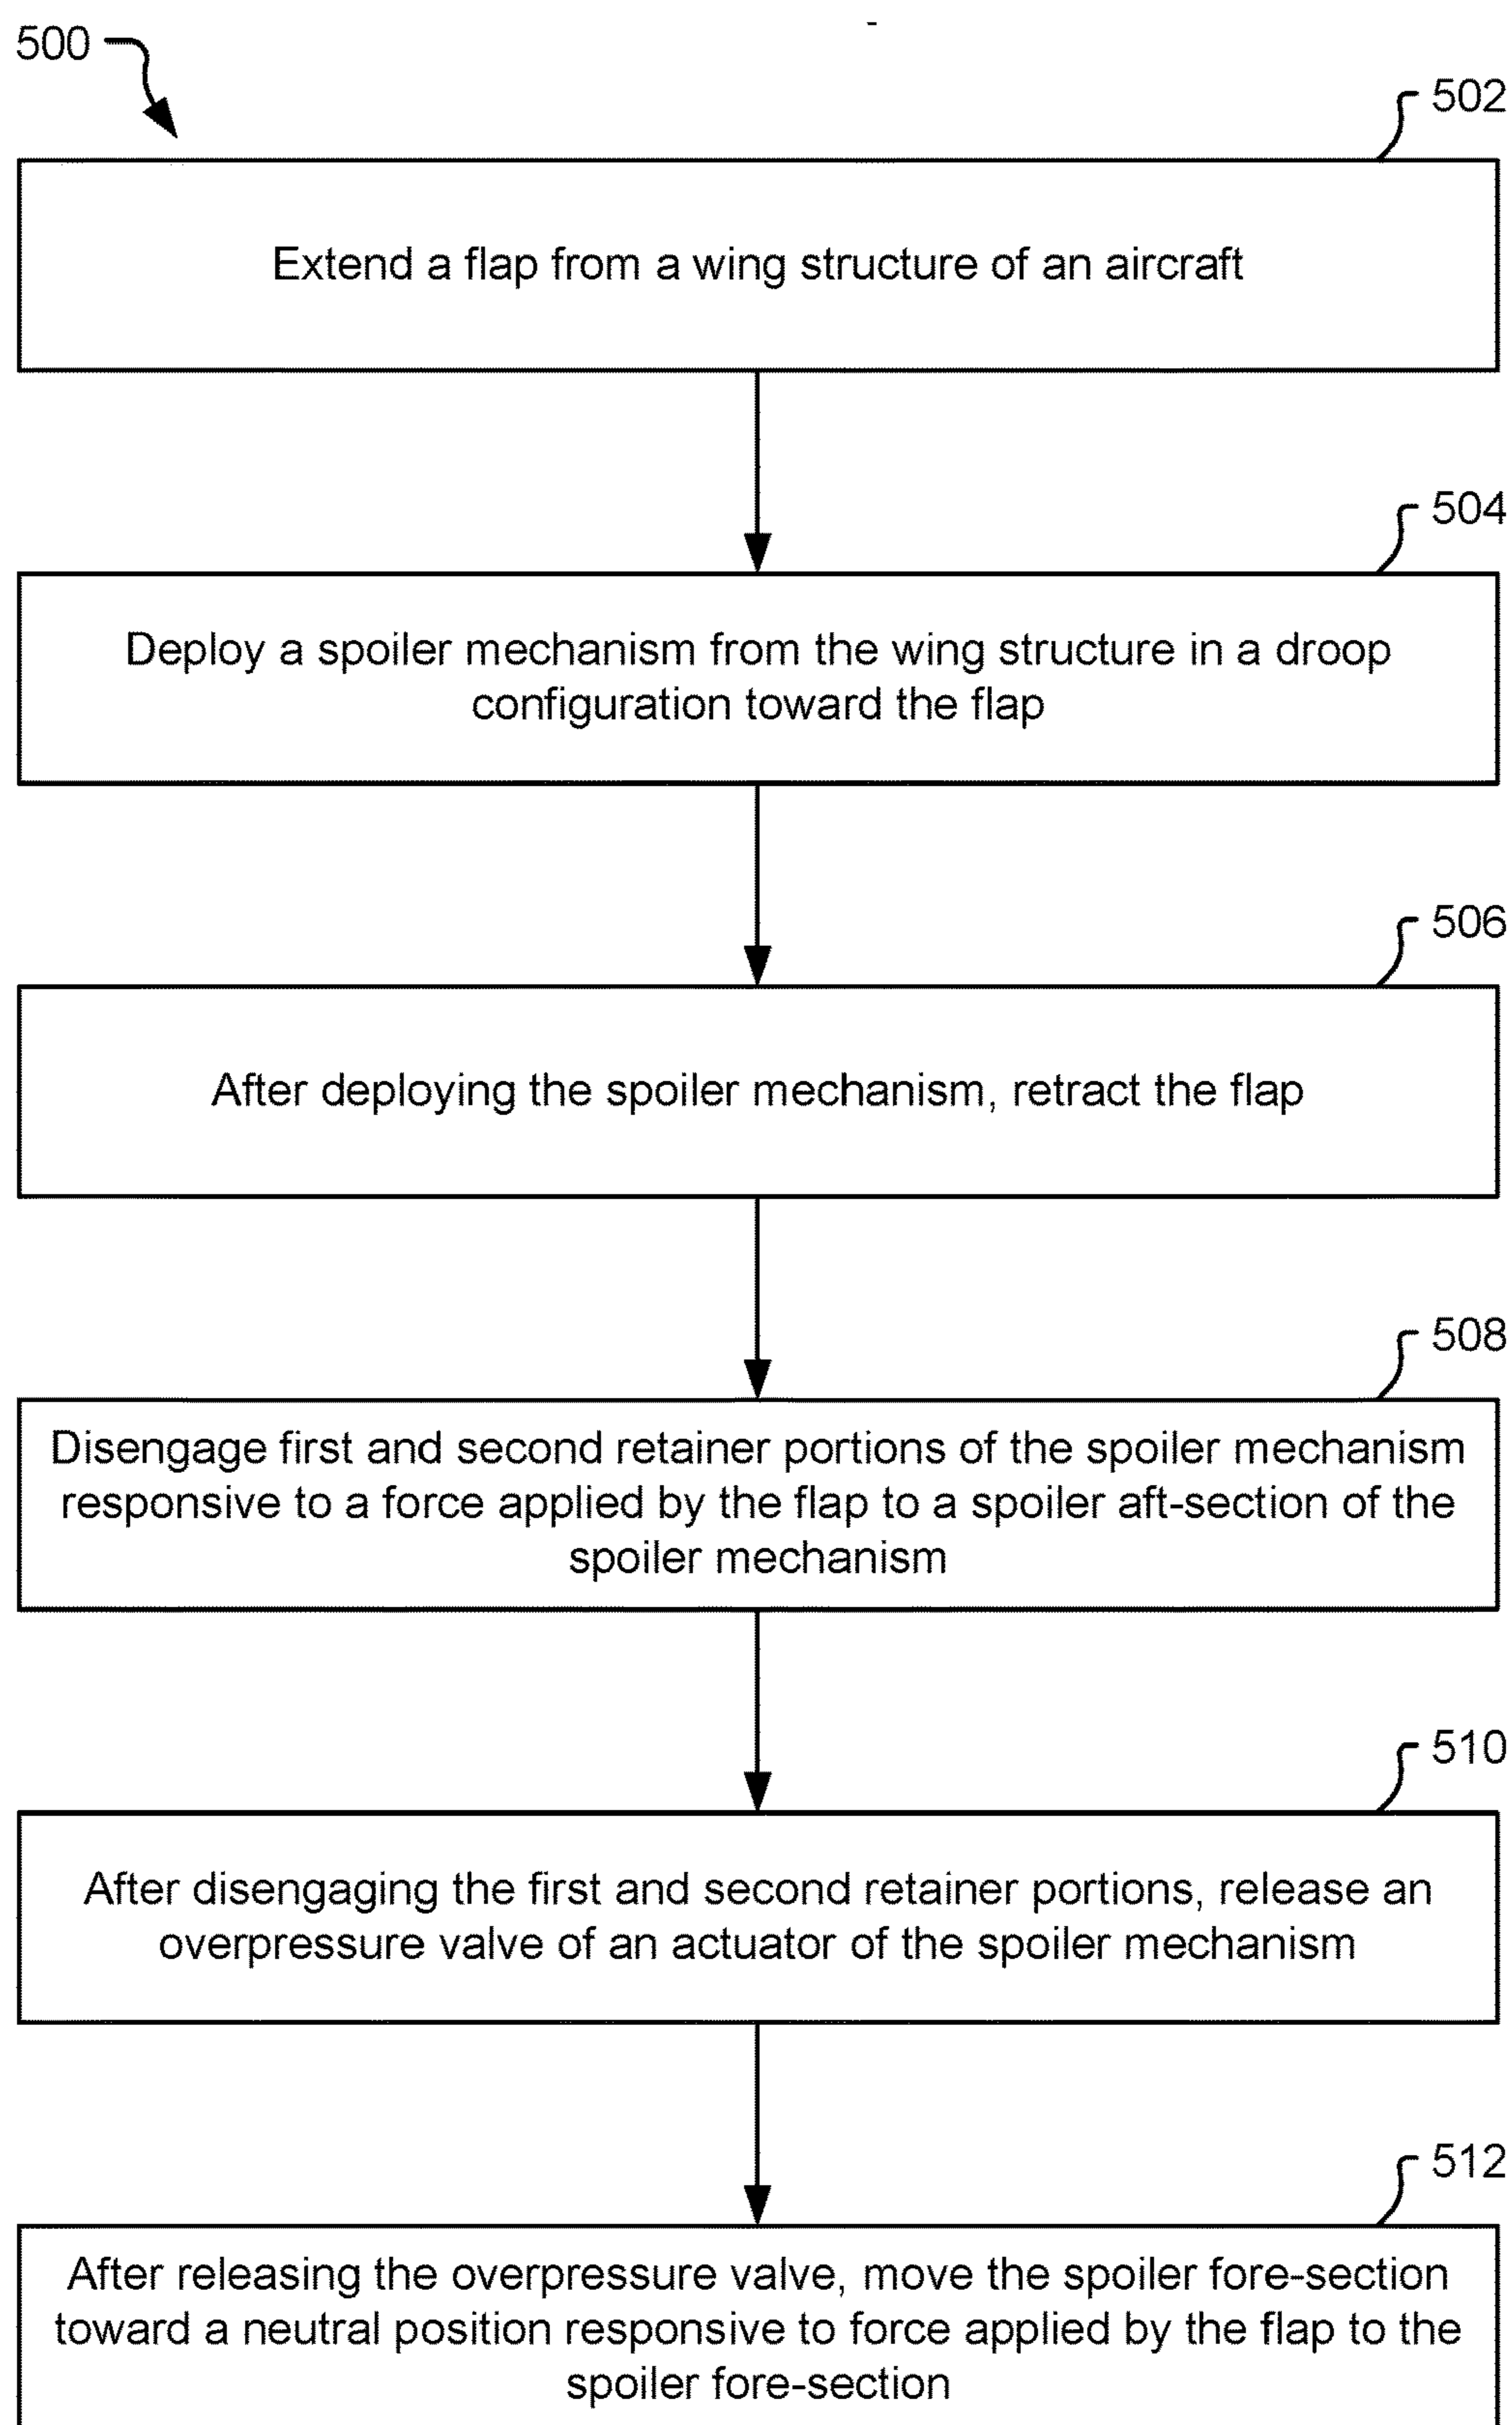 500
502
Extend a flap from a wing structure of an aircraft
504
Deploy a spoiler mechanism from the wing structure in a droop
configuration toward the flap
506
After deploying the spoiler mechanism, retract the flap
508
Disengage first and second retainer portions of the spoiler mechanism
responsive to a force applied by the flap to a spoiler aft-section of the
spoiler mechanism
510
After disengaging the first and second retainer portions, release an
overpressure valve of an actuator of the spoiler mechanism
512
After releasing the overpressure valve, move the spoiler fore-section
toward a neutral position responsive to force applied by the flap to the
spoiler fore-section